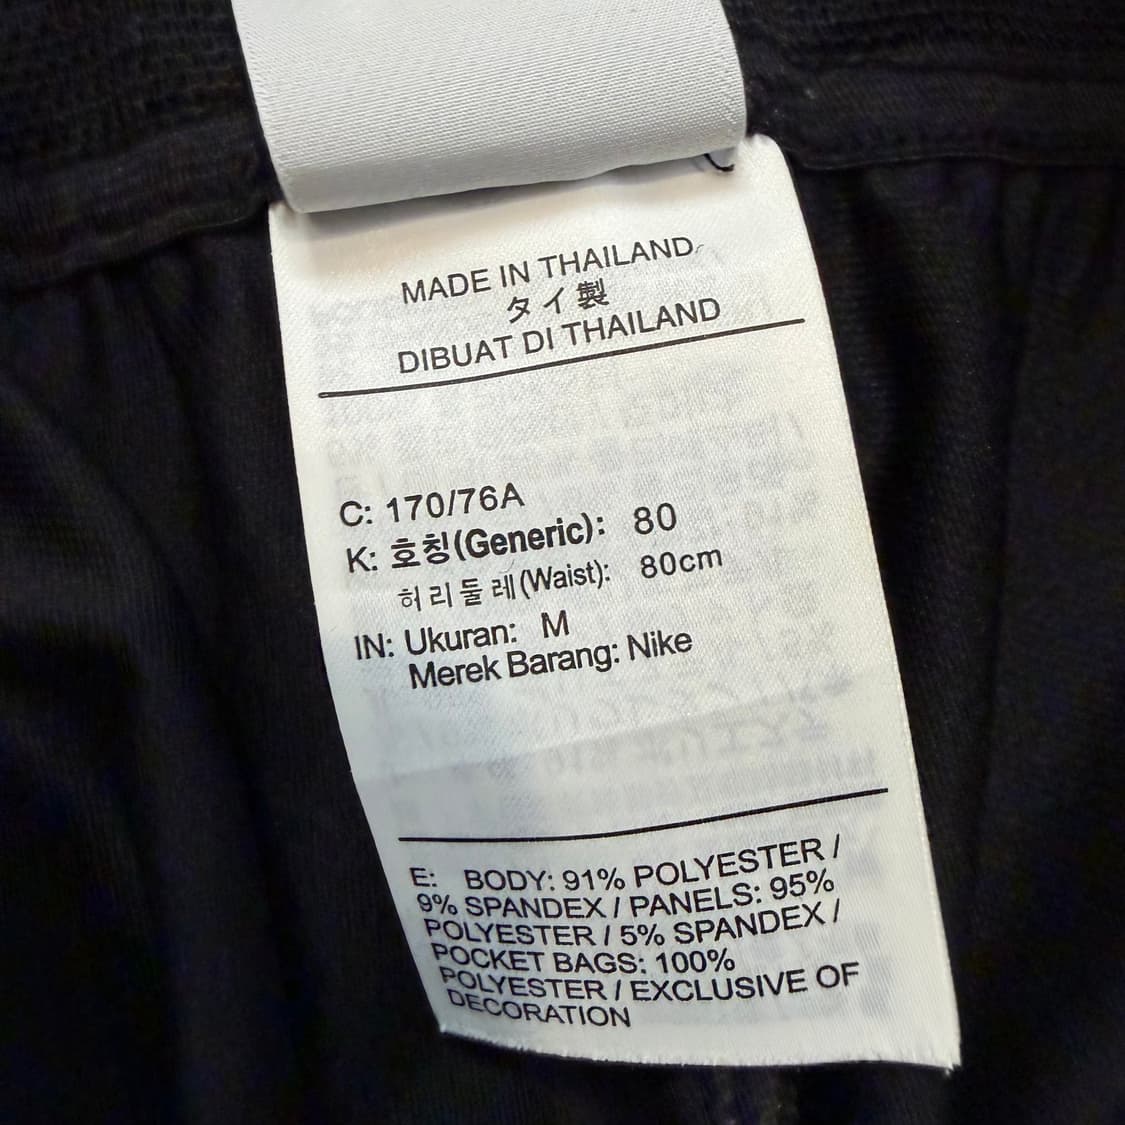 MADE IN THAILAND
タイ製
DIBUAT DI THAILAND
C: 170/76A
K: 호칭(Generic): 80
허리둘레(Waist): 80cm
IN: Ukuran: M
Merek Barang: Nike
E: BODY: 91% POLYESTER /
9% SPANDEX / PANELS: 95%
POLYESTER / 5% SPANDEX /
POCKET BAGS: 100%
POLYESTER / EXCLUSIVE OF
DECORATION